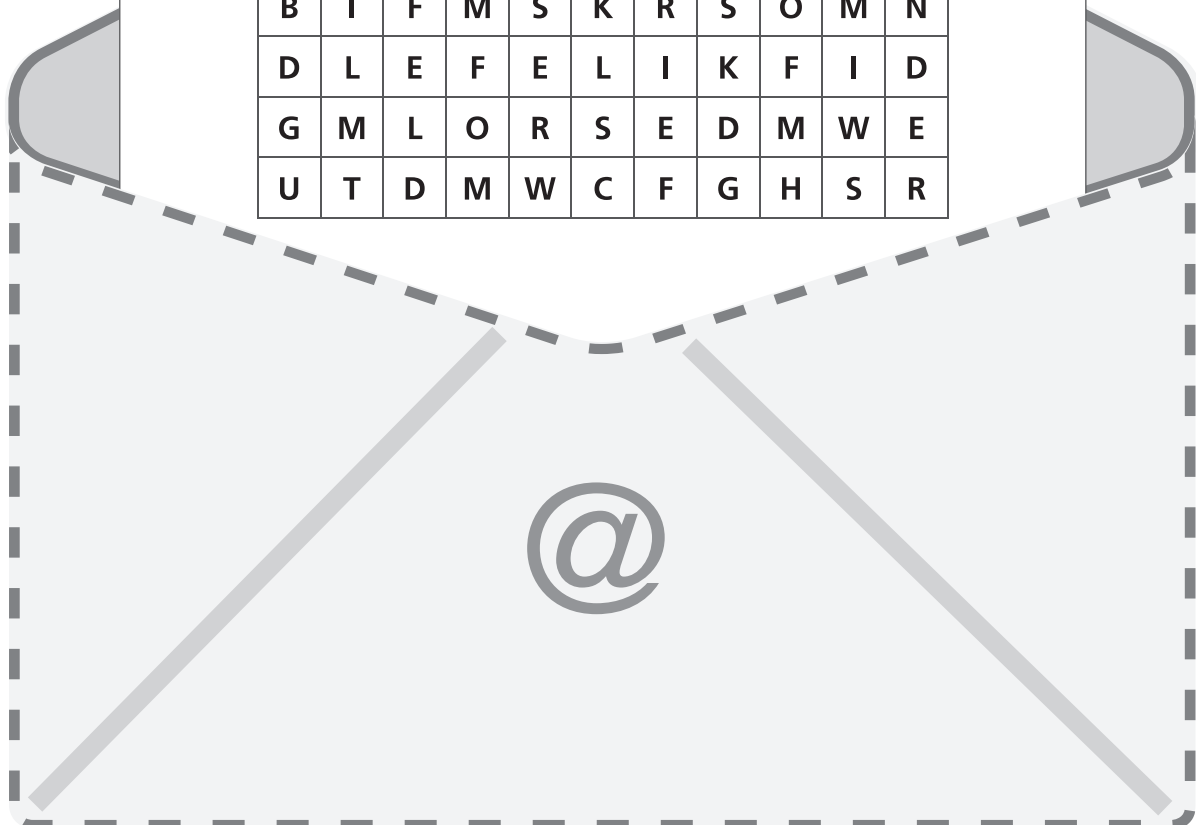 B I F M S K R S O M N
D L E F E L I K F I D
G M L O R S E D M W E
U T D M W C F G H S R
@